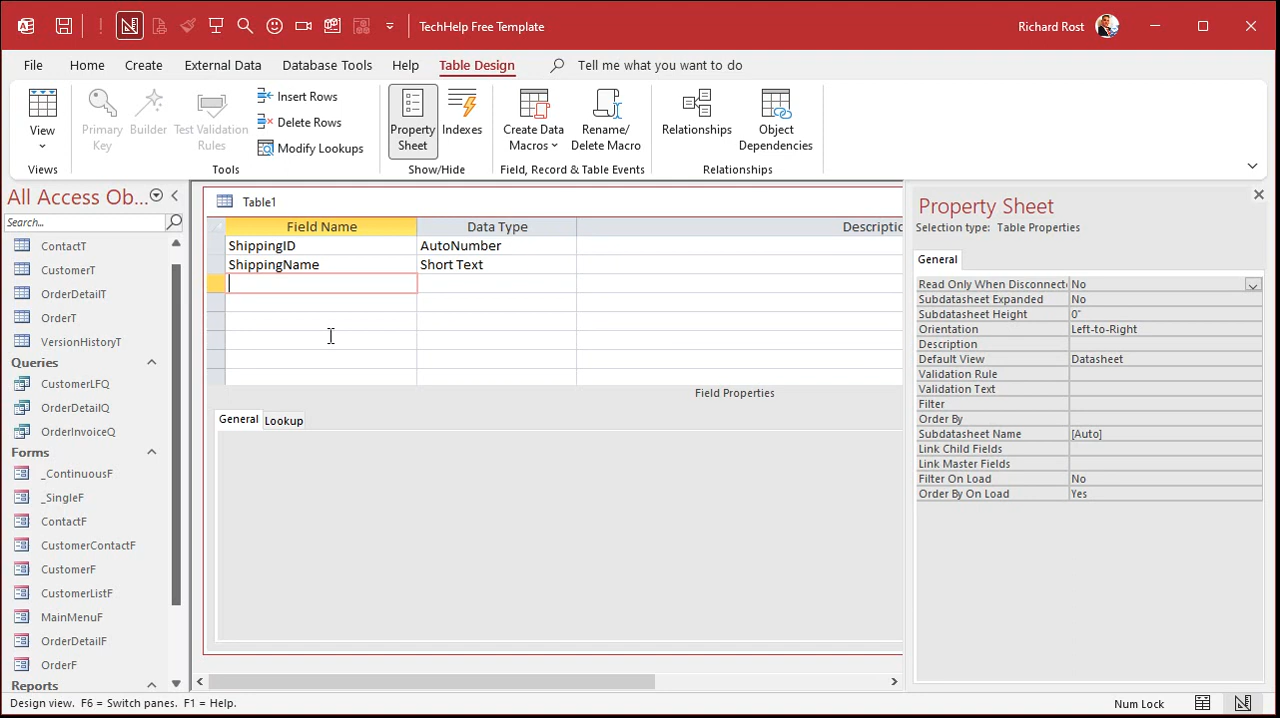 TechHelp Free Template
Richard Rost
File Home Create External Data Database Tools Help Table Design Tell me what you want to do
View
Views
Primary Key
Builder
Test Validation Rules
Insert Rows
Delete Rows
Modify Lookups
Tools
Property Sheet
Indexes
Show/Hide
Create Data Macros
Rename/ Delete Macro
Field, Record & Table Events
Relationships
Object Dependencies
Relationships
All Access Ob...
Search...
ContactT
CustomerT
OrderDetailT
OrderT
VersionHistoryT
Queries
CustomerLFQ
OrderDetailQ
OrderInvoiceQ
Forms
_ContinuousF
_SingleF
ContactF
CustomerContactF
CustomerF
CustomerListF
MainMenuF
OrderDetailF
OrderF
Reports
Table1
Field Name Data Type Descriptio
ShippingID AutoNumber
ShippingName Short Text
Field Properties
General Lookup
Property Sheet
Selection type: Table Properties
General
Read Only When Disconnect No
Subdatasheet Expanded No
Subdatasheet Height 0"
Orientation Left-to-Right
Description
Default View Datasheet
Validation Rule
Validation Text
Filter
Order By
Subdatasheet Name [Auto]
Link Child Fields
Link Master Fields
Filter On Load No
Order By On Load Yes
Design view. F6 = Switch panes. F1 = Help.
Num Lock